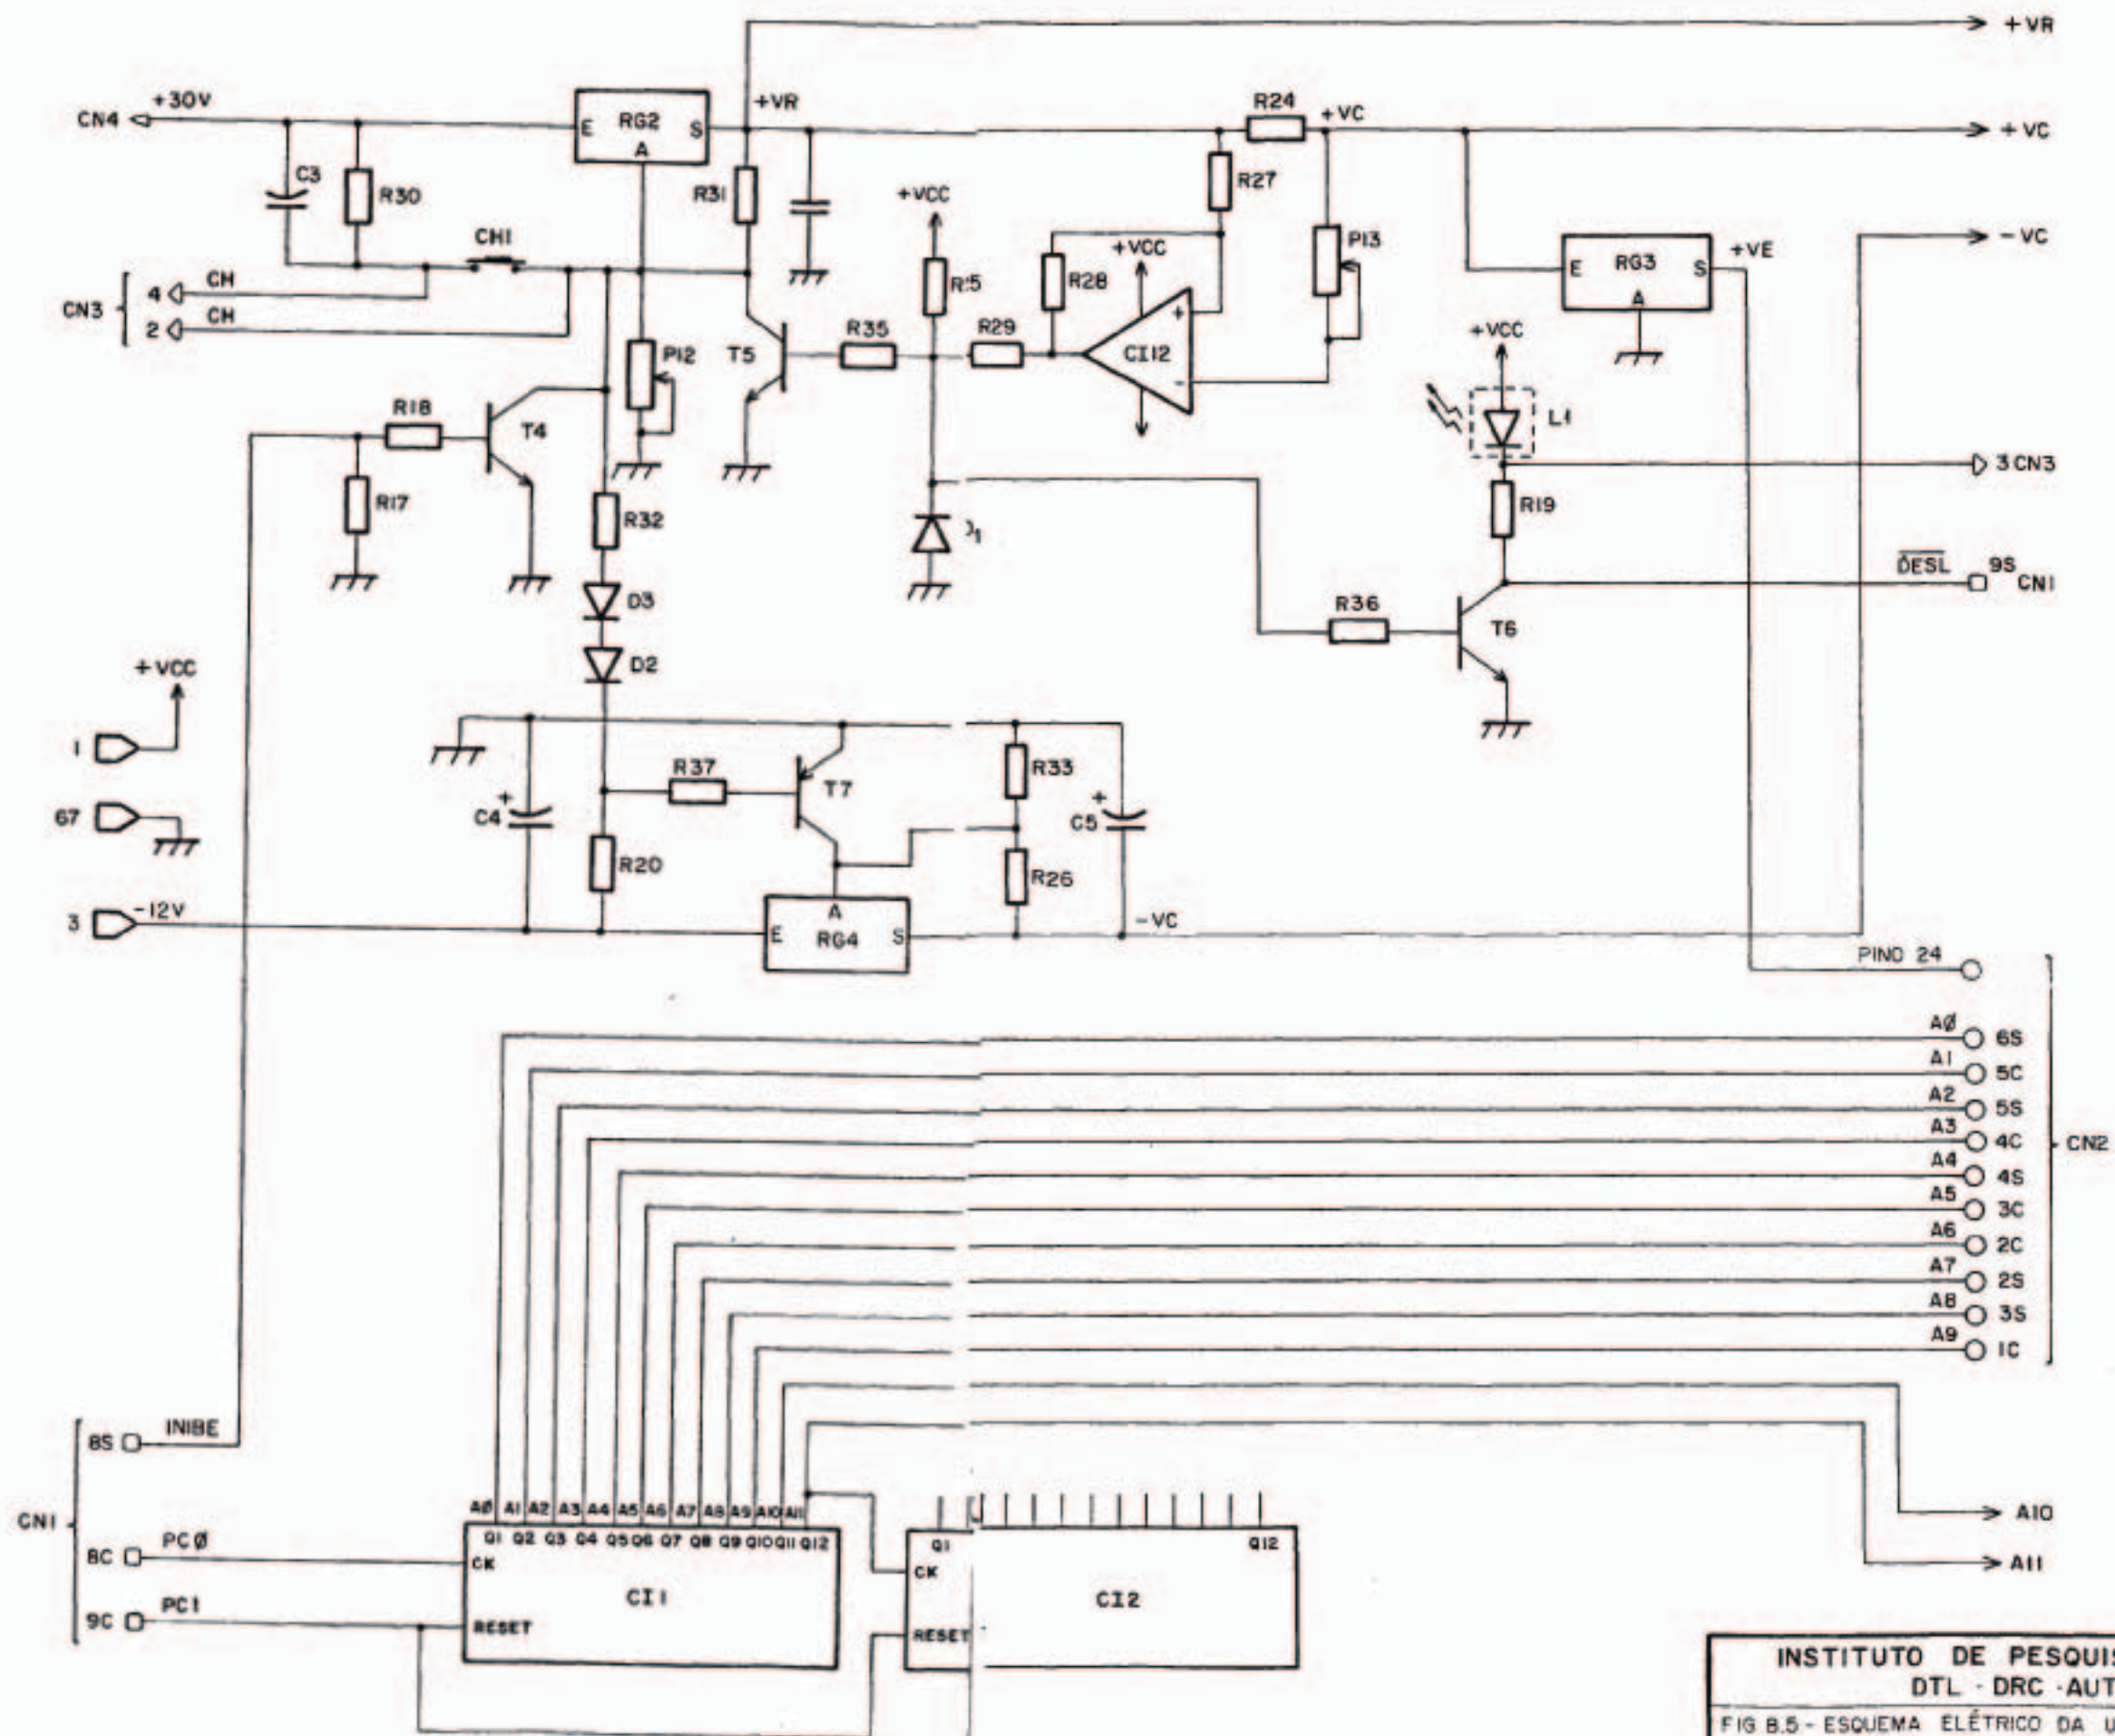 +VR
+30V
CN4
E RG2 S
A
+VR
R24
+VC
+VC
C3
R30
R31
+VCC
R27
P13
-VC
CH1
+VCC
E RG3 S
A
+VE
CN3
4 CH
2 CH
R28
R35
R29
CI12
+
-
+VCC
P12
T5
L1
R18
T4
3 CN3
R17
R32
R19
DESL
9S
CN1
D3
R36
T6
D2
+VCC
1
R37
T7
R33
67
C4
+
+
C5
R20
R26
3
-12V
A
E RG4 S
-VC
PINO 24
AØ 6S
A1 5C
A2 5S
A3 4C
A4 4S
A5 3C
A6 2C
A7 2S
A8 3S
A9 1C
CN2
8S INIBE
CN1
AØ A1 A2 A3 A4 A5 A6 A7 A8 A9 A10 A11
Q1 Q2 Q3 Q4 Q5 Q6 Q7 Q8 Q9 Q10 Q11 Q12
8C PCØ
CK
CI1
9C PC1
RESET
Q1
Q12
CK
CI2
RESET
A10
A11
INSTITUTO DE PESQUIS
DTL - DRC - AUT
FIG B.5 - ESQUEMA ELÉTRICO DA